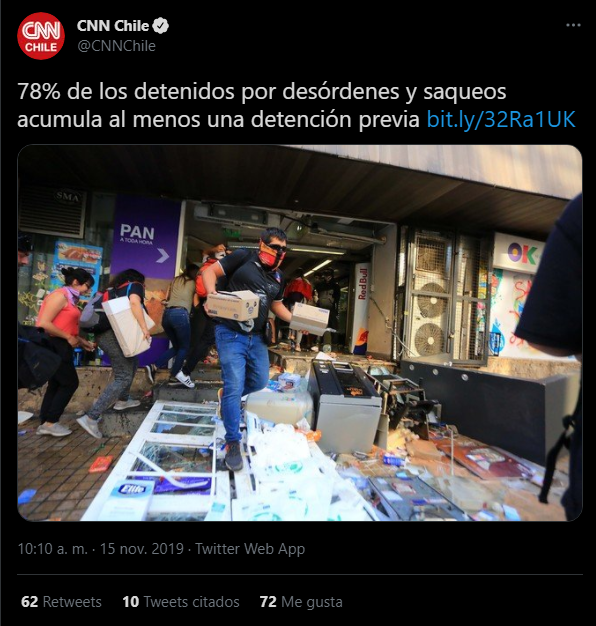 CNN
CHILE
CNN Chile
@CNNChile
78% de los detenidos por desórdenes y saqueos
acumula al menos una detención previa bit.ly/32Ra1UK
SMA
PAN
A TODA HORA
Red Bull
OK
Elite
10:10 a. m. · 15 nov. 2019 · Twitter Web App
62 Retweets 10 Tweets citados 72 Me gusta